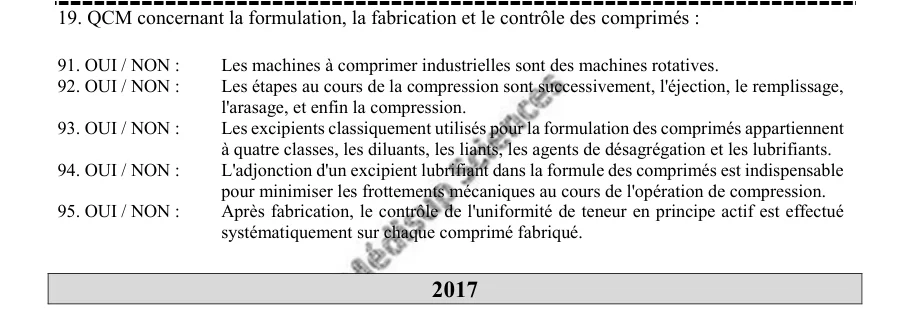 19. QCM concernant la formulation, la fabrication et le contrôle des comprimés :
91. OUI / NON : Les machines à comprimer industrielles sont des machines rotatives.
92. OUI / NON : Les étapes au cours de la compression sont successivement, l'éjection, le remplissage,
l'arasage, et enfin la compression.
93. OUI / NON : Les excipients classiquement utilisés pour la formulation des comprimés appartiennent
à quatre classes, les diluants, les liants, les agents de désagrégation et les lubrifiants.
94. OUI / NON : L'adjonction d'un excipient lubrifiant dans la formule des comprimés est indispensable
pour minimiser les frottements mécaniques au cours de l'opération de compression.
95. OUI / NON : Après fabrication, le contrôle de l'uniformité de teneur en principe actif est effectué
systématiquement sur chaque comprimé fabriqué.
Médisup Sciences
2017